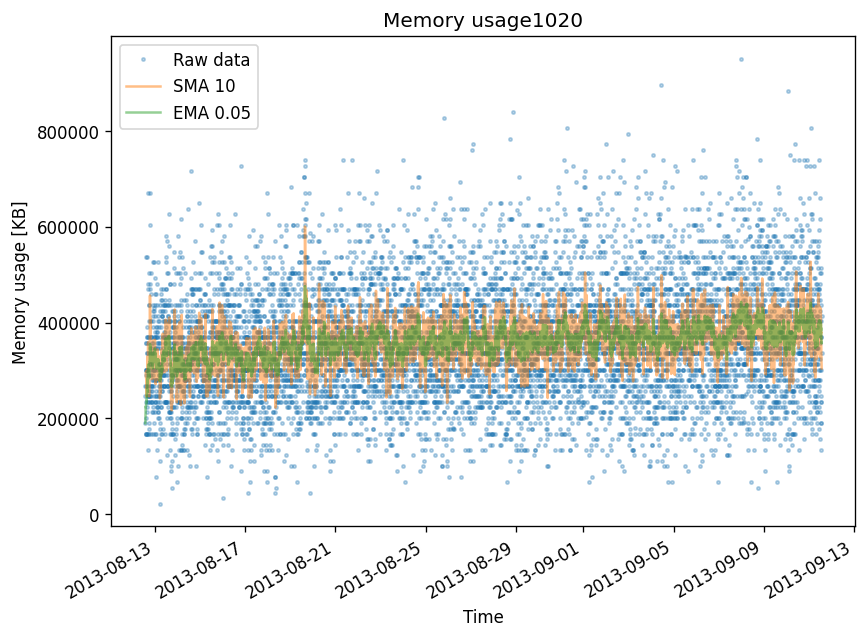 Memory usage1020
Raw data
SMA 10
EMA 0.05
Memory usage [KB]
800000
600000
400000
200000
0
2013-08-13
2013-08-17
2013-08-21
2013-08-25
2013-08-29
2013-09-01
2013-09-05
2013-09-09
2013-09-13
Time